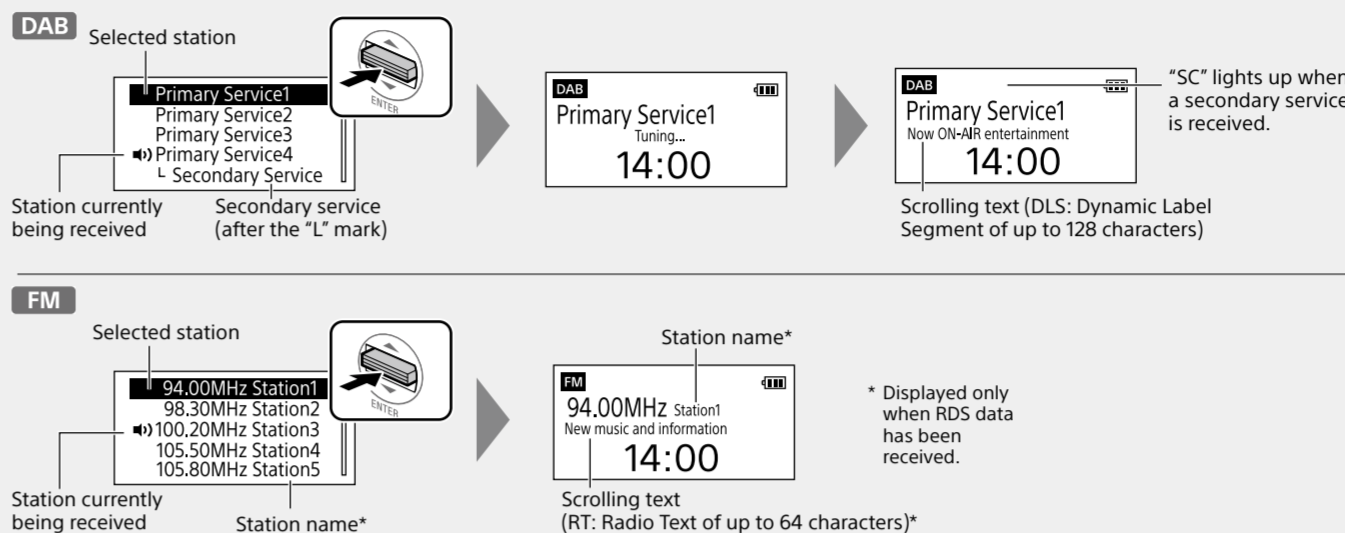 DAB
Selected station
Primary Service1
Primary Service2
Primary Service3
Primary Service4
└ Secondary Service
ENTER
Station currently
being received
Secondary service
(after the “L” mark)
DAB
Primary Service1
Tuning...
14:00
DAB
Primary Service1
Now ON-AIR entertainment
14:00
“SC” lights up when
a secondary service
is received.
Scrolling text (DLS: Dynamic Label
Segment of up to 128 characters)
FM
Selected station
94.00MHz Station1
98.30MHz Station2
100.20MHz Station3
105.50MHz Station4
105.80MHz Station5
ENTER
Station currently
being received
Station name*
Station name*
FM
94.00MHz Station1
New music and information
14:00
Scrolling text
(RT: Radio Text of up to 64 characters)*
* Displayed only
when RDS data
has been
received.